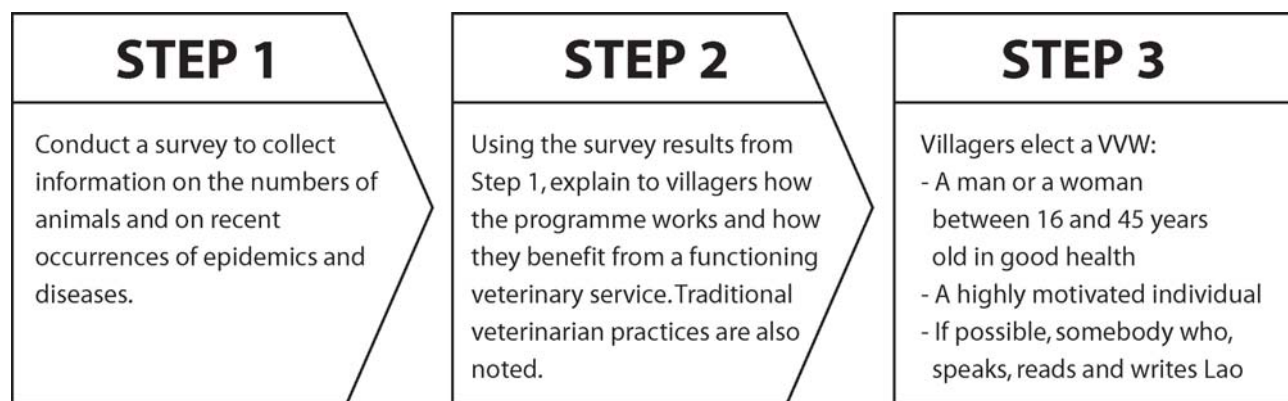 STEP 1
Conduct a survey to collect
information on the numbers of
animals and on recent
occurrences of epidemics and
diseases.
STEP 2
Using the survey results from
Step 1, explain to villagers how
the programme works and how
they benefit from a functioning
veterinary service. Traditional
veterinarian practices are also
noted.
STEP 3
Villagers elect a VVW:
- A man or a woman
between 16 and 45 years
old in good health
- A highly motivated individual
- If possible, somebody who,
speaks, reads and writes Lao